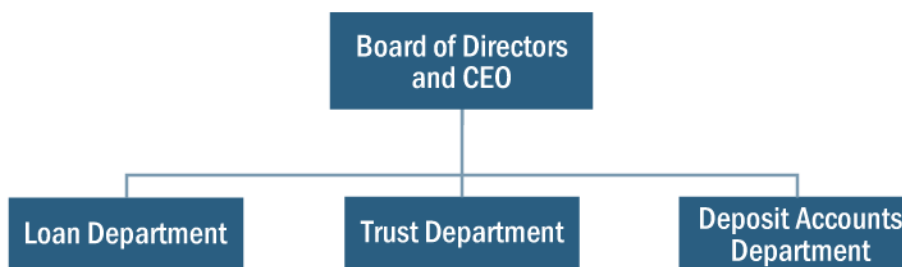 Board of Directors
and CEO
Loan Department
Trust Department
Deposit Accounts
Department